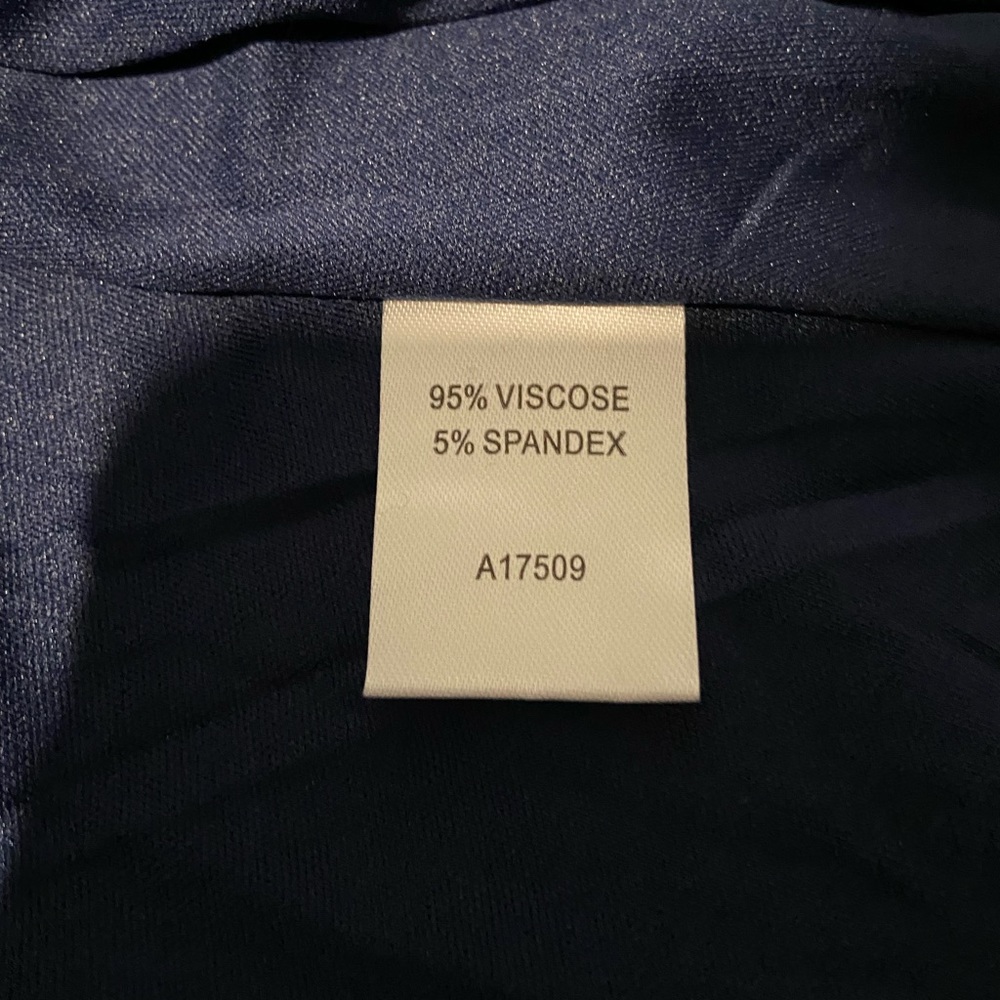 95% VISCOSE
5% SPANDEX
A17509